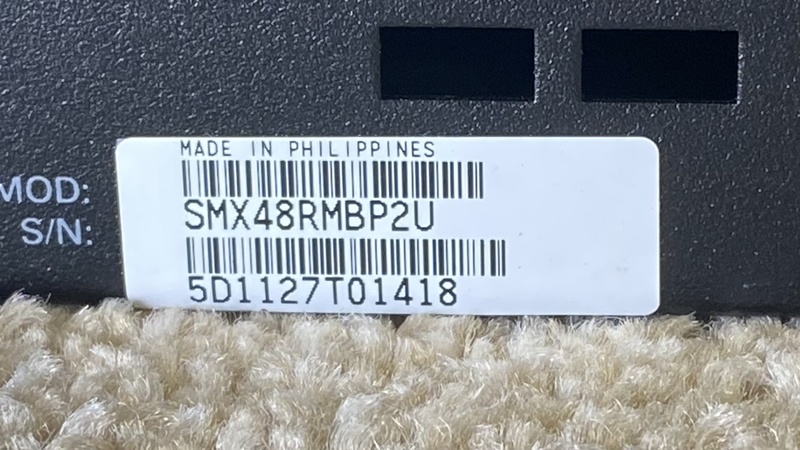 MADE IN PHILIPPINES
MOD:
SMX48RMBP2U
S/N:
5D1127T01418